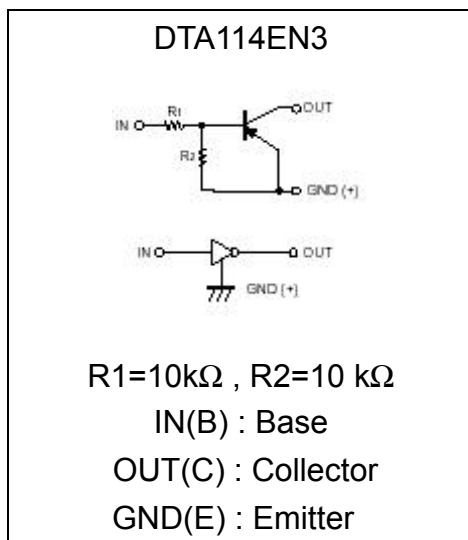 DTA114EN3
R1
OUT
IN
R2
GND (+)
IN
OUT
GND (+)
R1=10kΩ , R2=10 kΩ
IN(B) : Base
OUT(C) : Collector
GND(E) : Emitter